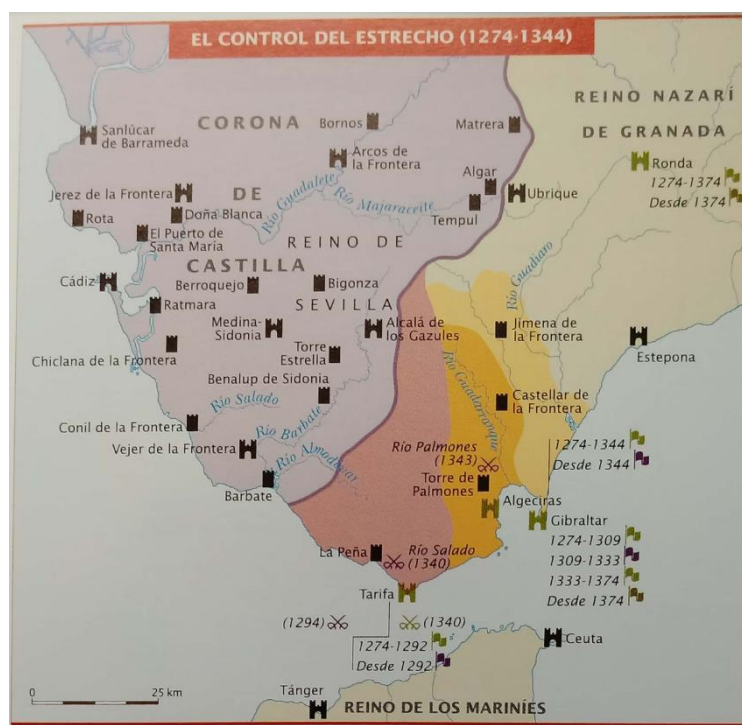 EL CONTROL DEL ESTRECHO (1274-1344)
REINO NAZARÍ
DE GRANADA
CORONA
DE
CASTILLA
REINO DE
SEVILLA
Sanlúcar
de Barrameda
Bornos
Matrera
Arcos de
la Frontera
Ronda
1274-1374
Desde 1374
Jerez de la Frontera
Algar
Ubrique
Río Guadalete
Río Majaraceite
Tempul
Rota
Doña Blanca
El Puerto de
Santa Maria
Cádiz
Berroquejo
Bigonza
Río Guadiaro
Ratmara
Medina-
Sidonia
Alcalá de
los Gazules
Jimena de
la Frontera
Estepona
Chiclana de la Frontera
Torre
Estrella
Benalup de Sidonia
Río Guadarranque
Castellar de
la Frontera
Río Salado
Conil de la Frontera
Río Barbate
Vejer de la Frontera
Río Almodóvar
Barbate
Río Palmones
(1343)
Torre de
Palmones
1274-1344
Desde 1344
Algeciras
Gibraltar
1274-1309
1309-1333
1333-1374
Desde 1374
La Peña
Río Salado
(1340)
Tarifa
(1294)
(1340)
1274-1292
Desde 1292
Ceuta
0
25 km
Tánger
REINO DE LOS MARINÍES